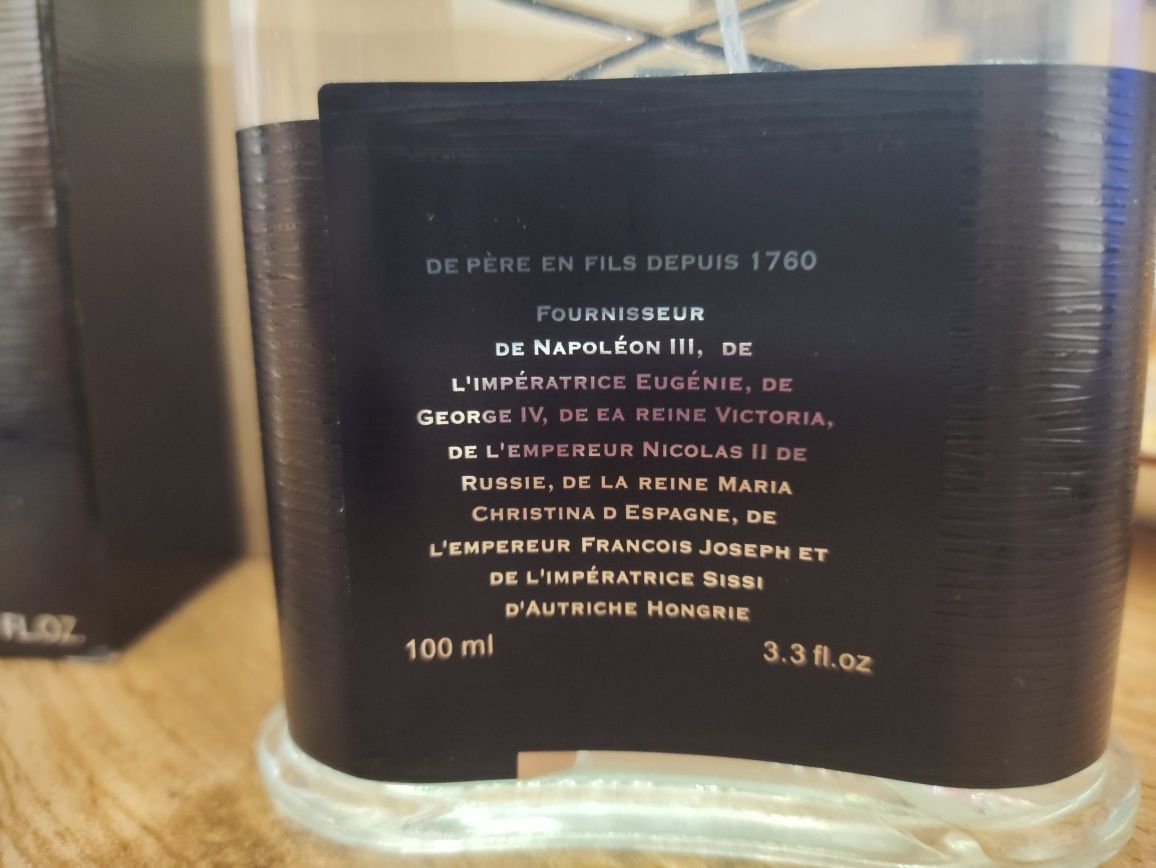 DE PÈRE EN FILS DEPUIS 1760
FOURNISSEUR
DE NAPOLÉON III, DE
L'IMPÉRATRICE EUGÉNIE, DE
GEORGE IV, DE EA REINE VICTORIA,
DE L'EMPEREUR NICOLAS II DE
RUSSIE, DE LA REINE MARIA
CHRISTINA D ESPAGNE, DE
L'EMPEREUR FRANCOIS JOSEPH ET
DE L'IMPÉRATRICE SISSI
D'AUTRICHE HONGRIE
100 ml 3.3 fl.oz
FL.OZ.